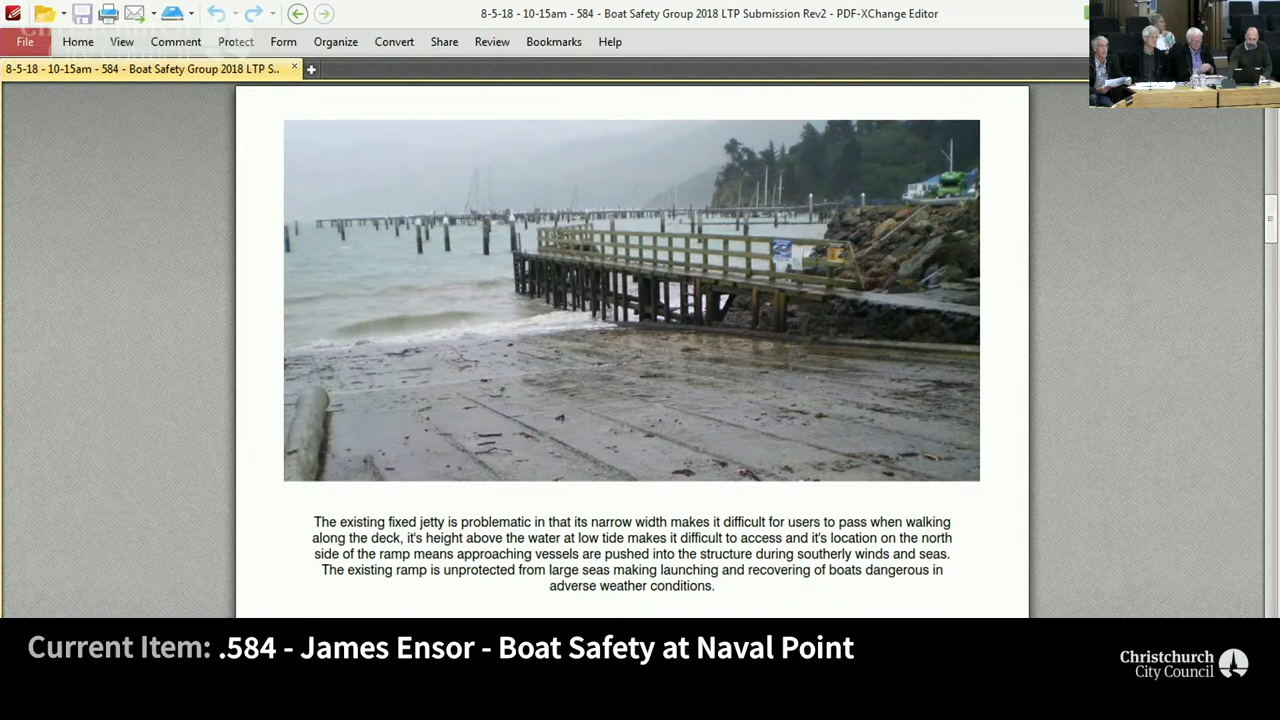 8-5-18 - 10-15am - 584 - Boat Safety Group 2018 LTP Submission Rev2 - PDF-XChange Editor
File Home View Comment Protect Form Organize Convert Share Review Bookmarks Help
Christchurch
City Council
8-5-18 - 10-15am - 584 - Boat Safety Group 2018 LTP S..
The existing fixed jetty is problematic in that its narrow width makes it difficult for users to pass when walking
along the deck, it's height above the water at low tide makes it difficult to access and it's location on the north
side of the ramp means approaching vessels are pushed into the structure during southerly winds and seas.
The existing ramp is unprotected from large seas making launching and recovering of boats dangerous in
adverse weather conditions.
Current Item: .584 - James Ensor - Boat Safety at Naval Point
Christchurch
City Council